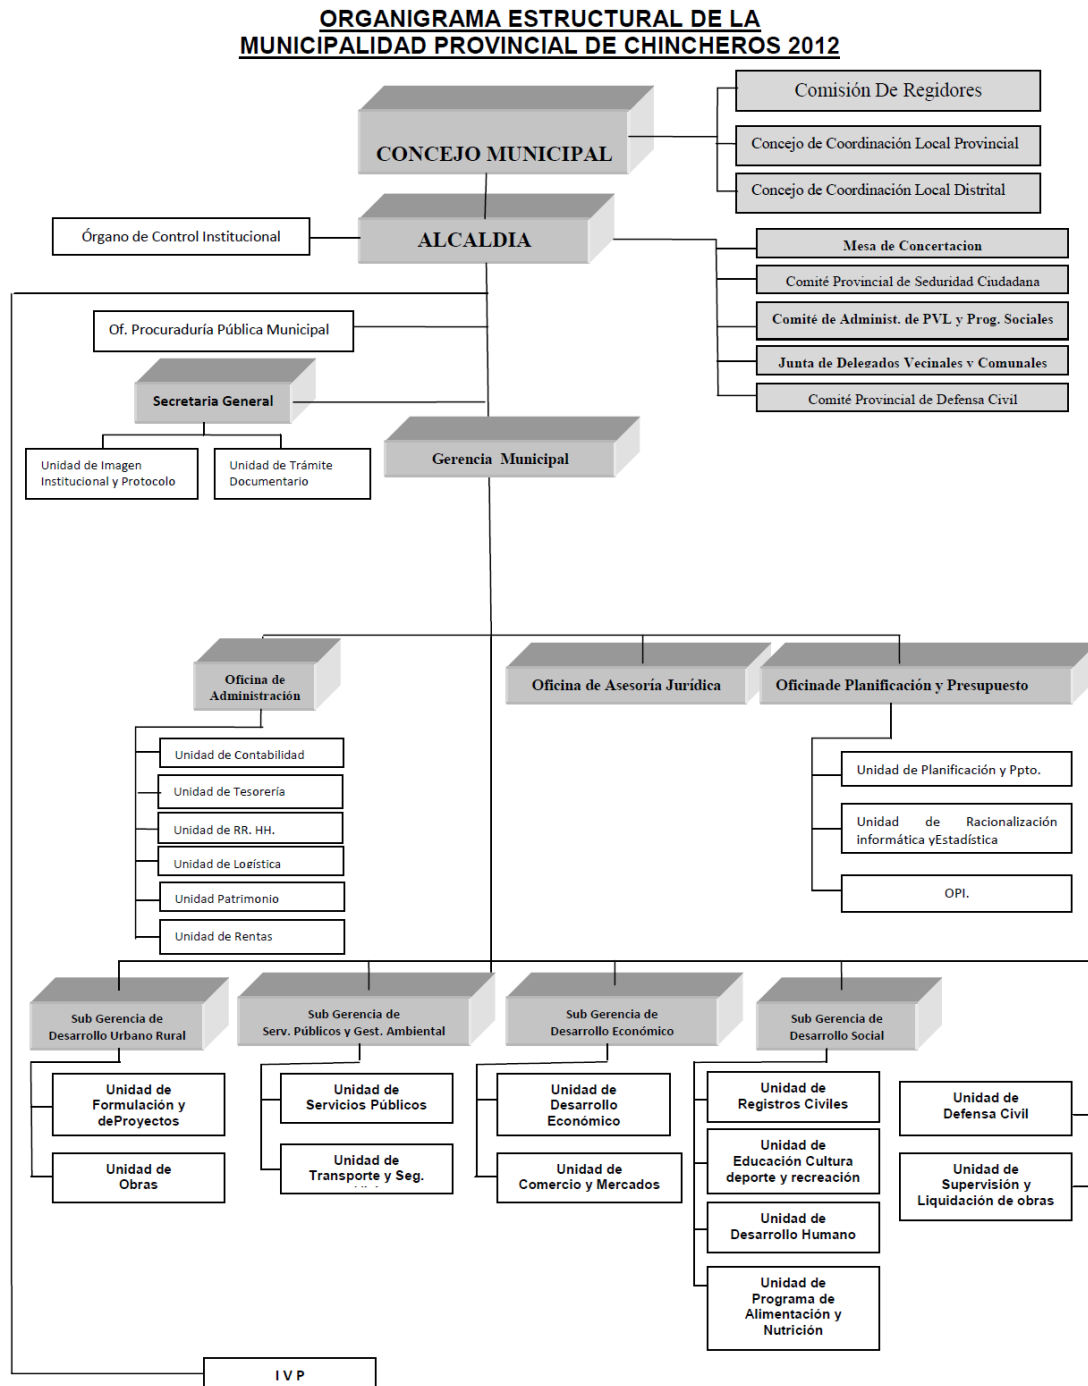 ORGANIGRAMA ESTRUCTURAL DE LA
MUNICIPALIDAD PROVINCIAL DE CHINCHEROS 2012
CONCEJO MUNICIPAL
Comisión De Regidores
Concejo de Coordinación Local Provincial
Concejo de Coordinación Local Distrital
Órgano de Control Institucional
ALCALDIA
Mesa de Concertacion
Comité Provincial de Seduridad Ciudadana
Comité de Administ. de PVL y Prog. Sociales
Junta de Delegados Vecinales y Comunales
Comité Provincial de Defensa Civil
Of. Procuraduría Pública Municipal
Secretaria General
Unidad de Imagen
Institucional y Protocolo
Unidad de Trámite
Documentario
Gerencia Municipal
Oficina de
Administración
Oficina de Asesoría Jurídica
Oficinade Planificación y Presupuesto
Unidad de Contabilidad
Unidad de Tesorería
Unidad de RR. HH.
Unidad de Logística
Unidad Patrimonio
Unidad de Rentas
Unidad de Planificación y Ppto.
Unidad de Racionalización
informática yEstadística
OPI.
Sub Gerencia de
Desarrollo Urbano Rural
Sub Gerencia de
Serv. Públicos y Gest. Ambiental
Sub Gerencia de
Desarrollo Económico
Sub Gerencia de
Desarrollo Social
Unidad de
Formulación y
deProyectos
Unidad de
Obras
Unidad de
Servicios Públicos
Unidad de
Transporte y Seg.
Unidad de
Desarrollo
Económico
Unidad de
Comercio y Mercados
Unidad de
Registros Civiles
Unidad de
Educación Cultura
deporte y recreación
Unidad de
Desarrollo Humano
Unidad de
Programa de
Alimentación y
Nutrición
Unidad de
Defensa Civil
Unidad de
Supervisión y
Liquidación de obras
I V P